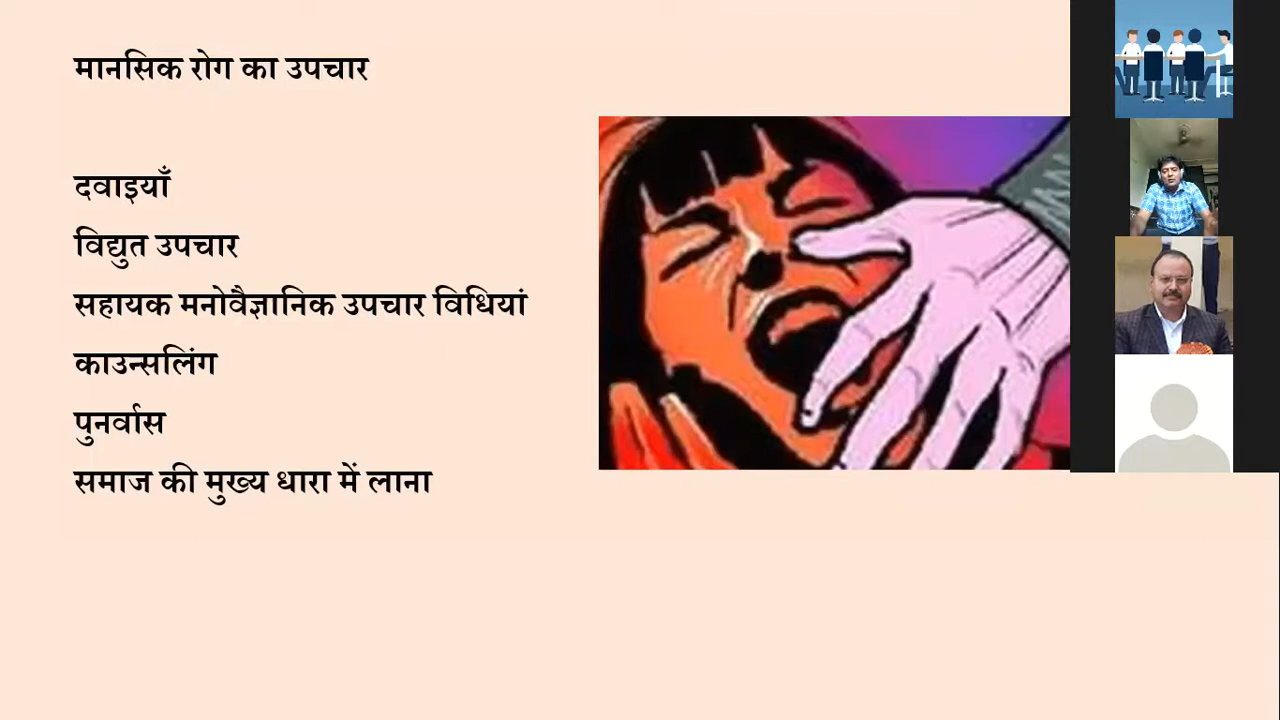 मानसिक रोग का उपचार
दवाइयाँ
विद्युत उपचार
सहायक मनोवैज्ञानिक उपचार विधियां
काउन्सलिंग
पुनर्वास
समाज की मुख्य धारा में लाना